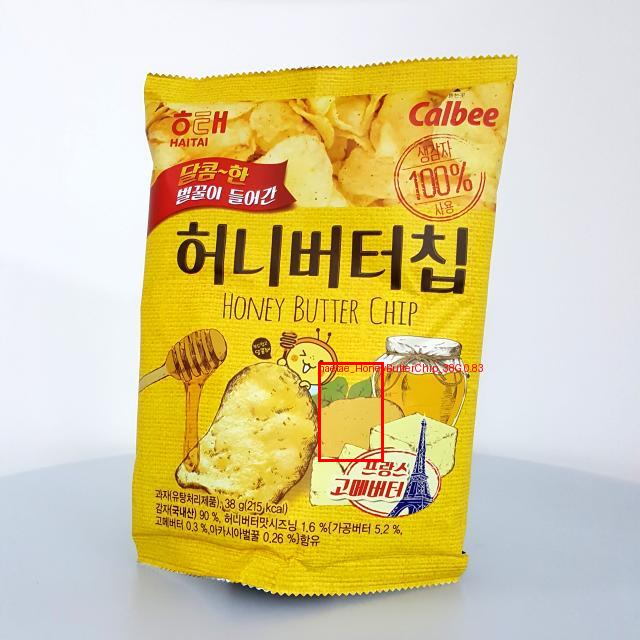 해태
HAITAI
Calbee
생감자
100%
사용
달콤~한
벌꿀이 들어간
허니버터칩
HONEY BUTTER CHIP
haetae_HoneyButterChip_38G 0.83
프랑스
고메버터
과자(유탕처리제품) 38 g(215 kcal)
감자(국내산) 90 %, 허니버터맛시즈닝 1.6 %{가공버터 5.2 %,
고메버터 0.3 %,아카시아벌꿀 0.26 %}함유